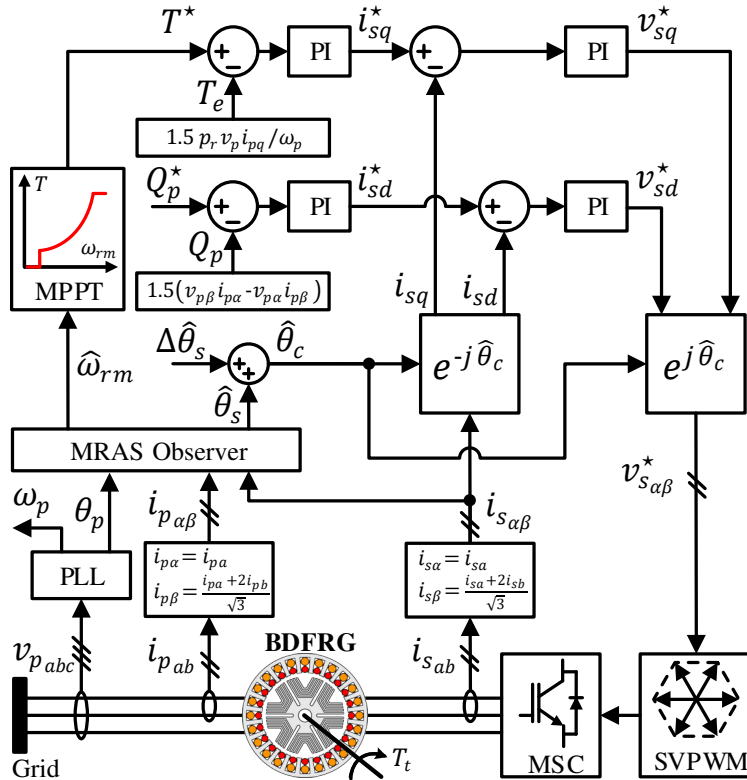 T* + − PI i*sq + − PI v*sq
Te
1.5 pr vp ipq/ωp
T
ωrm
MPPT
Q*p + − PI i*sd + − PI v*sd
Qp
1.5(vpβ ipα - vpα ipβ)
isq isd
Δθ̂s + + θ̂c
e^-j θ̂c
e^j θ̂c
ω̂rm
θ̂s
MRAS Observer
v*sαβ
ωp θp ipαβ isαβ
PLL
ipα = ipa
ipβ = (ipa + 2ipb)/√3
isα = isa
isβ = (isa + 2isb)/√3
vpabc ipab BDFRG isab
Grid
Tt
MSC
SVPWM